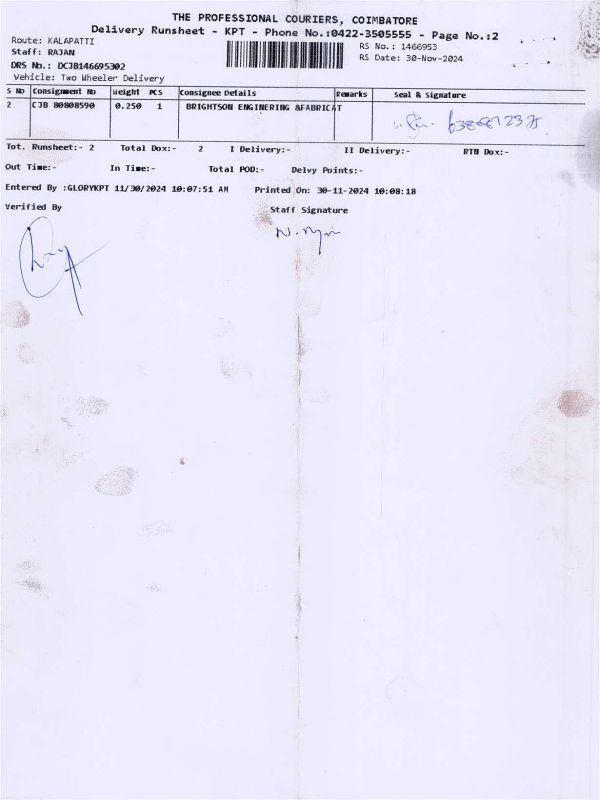 THE PROFESSIONAL COURIERS, COIMBATORE
Delivery Runsheet - KPT - Phone No.:0422-3505555 - Page No.:2
Route: KALAPATTI
RS No.: 1466953
Staff: RAJAN
RS Date: 30-Nov-2024
DRS No.: DCJB146695302
Vehicle: Two Wheeler Delivery
S No Consignment No Weight PCS Consignee Details Remarks Seal & Signature
2 CJB 80808590 0.250 1 BRIGHTSON ENGINERING &FABRICAT
Tot. Runsheet:- 2 Total Dox:- 2 I Delivery:- II Delivery:- RTN Dox:-
Out Time:- In Time:- Total POD:- Delvy Points:-
Entered By :GLORYKPT 11/30/2024 10:07:51 AM Printed On: 30-11-2024 10:08:18
Verified By Staff Signature